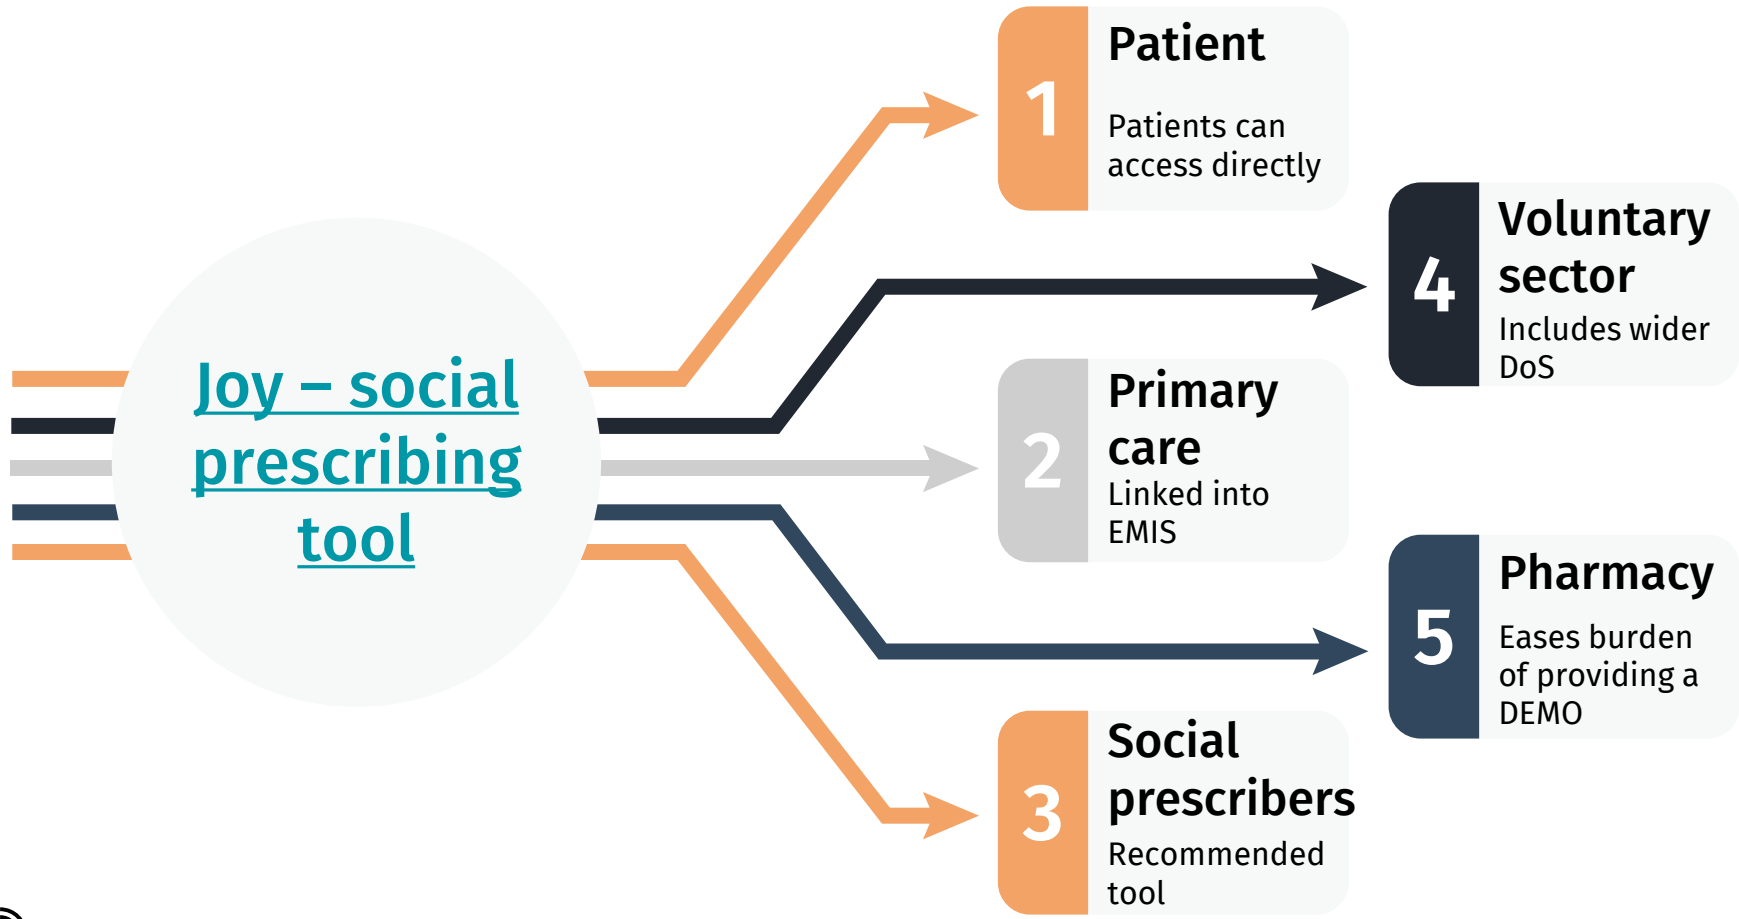 Joy – social
prescribing
tool
1
Patient
Patients can
access directly
4
Voluntary
sector
Includes wider
DoS
2
Primary
care
Linked into
EMIS
5
Pharmacy
Eases burden
of providing a
DEMO
3
Social
prescribers
Recommended
tool